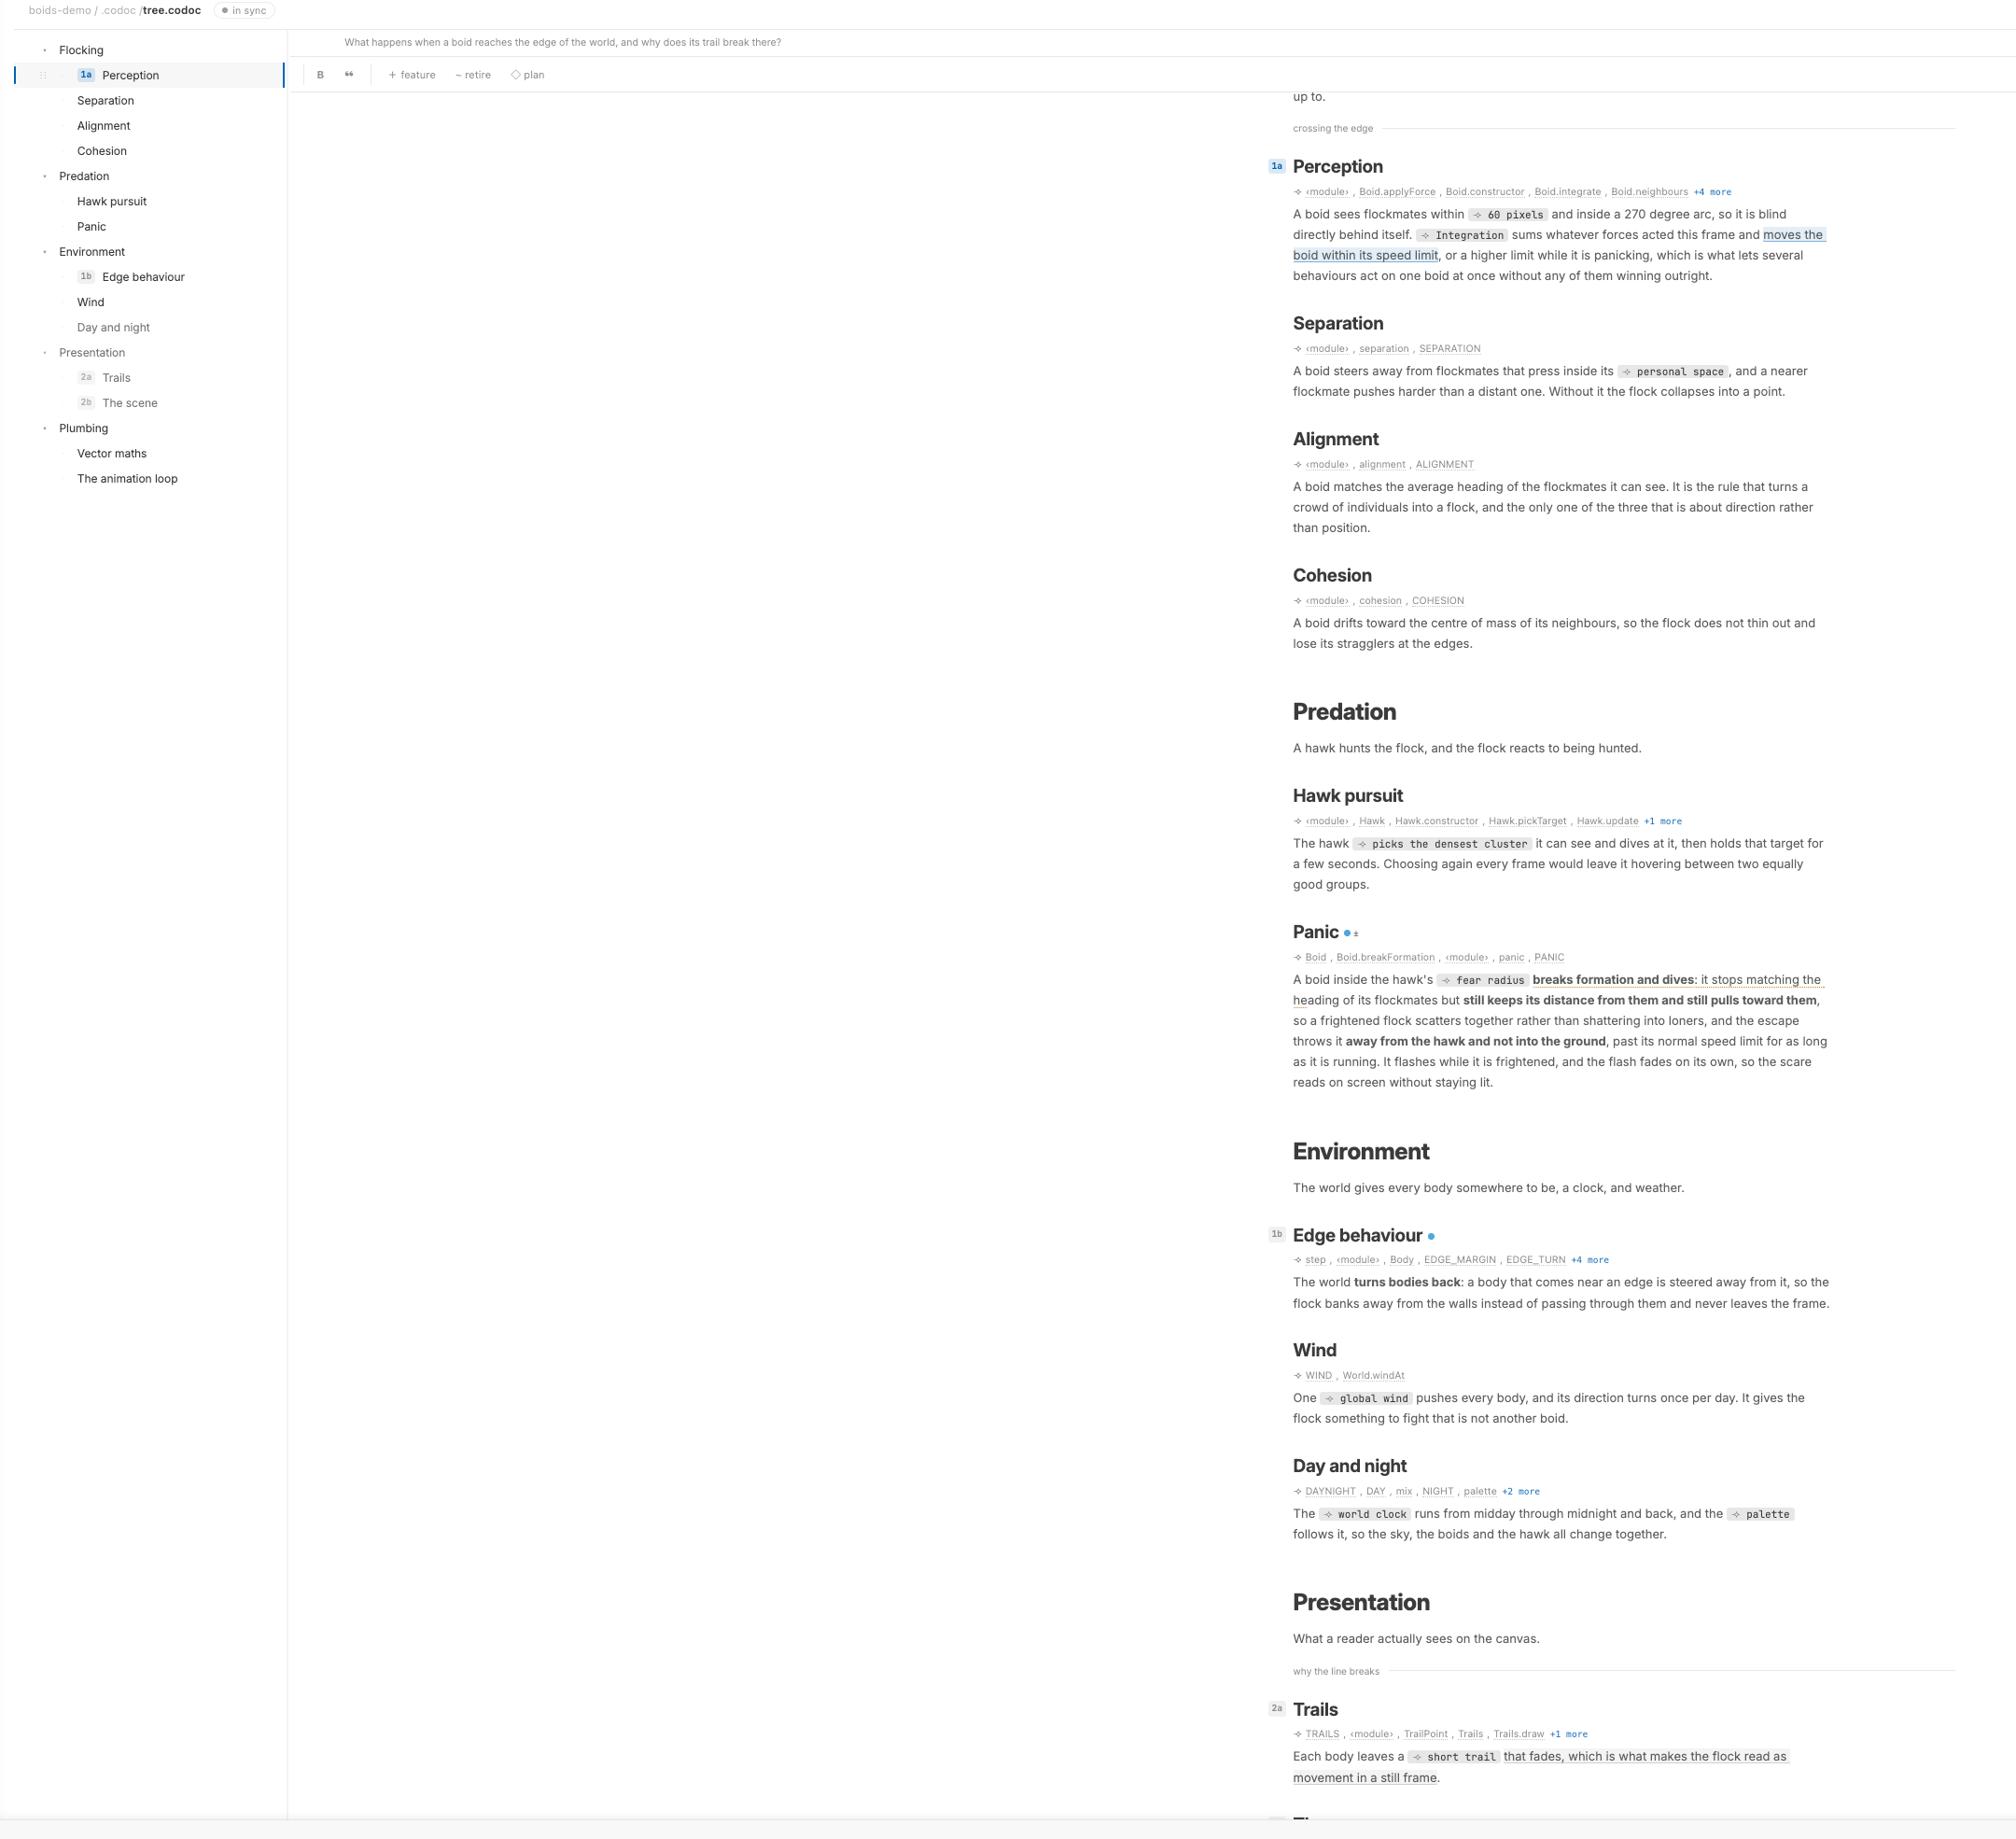 boids-demo / .codoc /tree.codoc in sync
Flocking
1a Perception
Separation
Alignment
Cohesion
Predation
Hawk pursuit
Panic
Environment
1b Edge behaviour
Wind
Day and night
Presentation
2a Trails
2b The scene
Plumbing
Vector maths
The animation loop
What happens when a boid reaches the edge of the world, and why does its trail break there?
B “ + feature ~ retire ◇ plan
up to.
crossing the edge
1a Perception
‹module› , Boid.applyForce , Boid.constructor , Boid.integrate , Boid.neighbours +4 more
A boid sees flockmates within 60 pixels and inside a 270 degree arc, so it is blind
directly behind itself. Integration sums whatever forces acted this frame and moves the
boid within its speed limit, or a higher limit while it is panicking, which is what lets several
behaviours act on one boid at once without any of them winning outright.
Separation
‹module› , separation , SEPARATION
A boid steers away from flockmates that press inside its personal space , and a nearer
flockmate pushes harder than a distant one. Without it the flock collapses into a point.
Alignment
‹module› , alignment , ALIGNMENT
A boid matches the average heading of the flockmates it can see. It is the rule that turns a
crowd of individuals into a flock, and the only one of the three that is about direction rather
than position.
Cohesion
‹module› , cohesion , COHESION
A boid drifts toward the centre of mass of its neighbours, so the flock does not thin out and
lose its stragglers at the edges.
Predation
A hawk hunts the flock, and the flock reacts to being hunted.
Hawk pursuit
‹module› , Hawk , Hawk.constructor , Hawk.pickTarget , Hawk.update +1 more
The hawk picks the densest cluster it can see and dives at it, then holds that target for
a few seconds. Choosing again every frame would leave it hovering between two equally
good groups.
Panic ±
Boid , Boid.breakFormation , ‹module› , panic , PANIC
A boid inside the hawk's fear radius breaks formation and dives: it stops matching the
heading of its flockmates but still keeps its distance from them and still pulls toward them,
so a frightened flock scatters together rather than shattering into loners, and the escape
throws it away from the hawk and not into the ground, past its normal speed limit for as long
as it is running. It flashes while it is frightened, and the flash fades on its own, so the scare
reads on screen without staying lit.
Environment
The world gives every body somewhere to be, a clock, and weather.
1b Edge behaviour
step , ‹module› , Body , EDGE_MARGIN , EDGE_TURN +4 more
The world turns bodies back: a body that comes near an edge is steered away from it, so the
flock banks away from the walls instead of passing through them and never leaves the frame.
Wind
WIND , World.windAt
One global wind pushes every body, and its direction turns once per day. It gives the
flock something to fight that is not another boid.
Day and night
DAYNIGHT , DAY , mix , NIGHT , palette +2 more
The world clock runs from midday through midnight and back, and the palette
follows it, so the sky, the boids and the hawk all change together.
Presentation
What a reader actually sees on the canvas.
why the line breaks
2a Trails
TRAILS , ‹module› , TrailPoint , Trails , Trails.draw +1 more
Each body leaves a short trail that fades, which is what makes the flock read as
movement in a still frame.